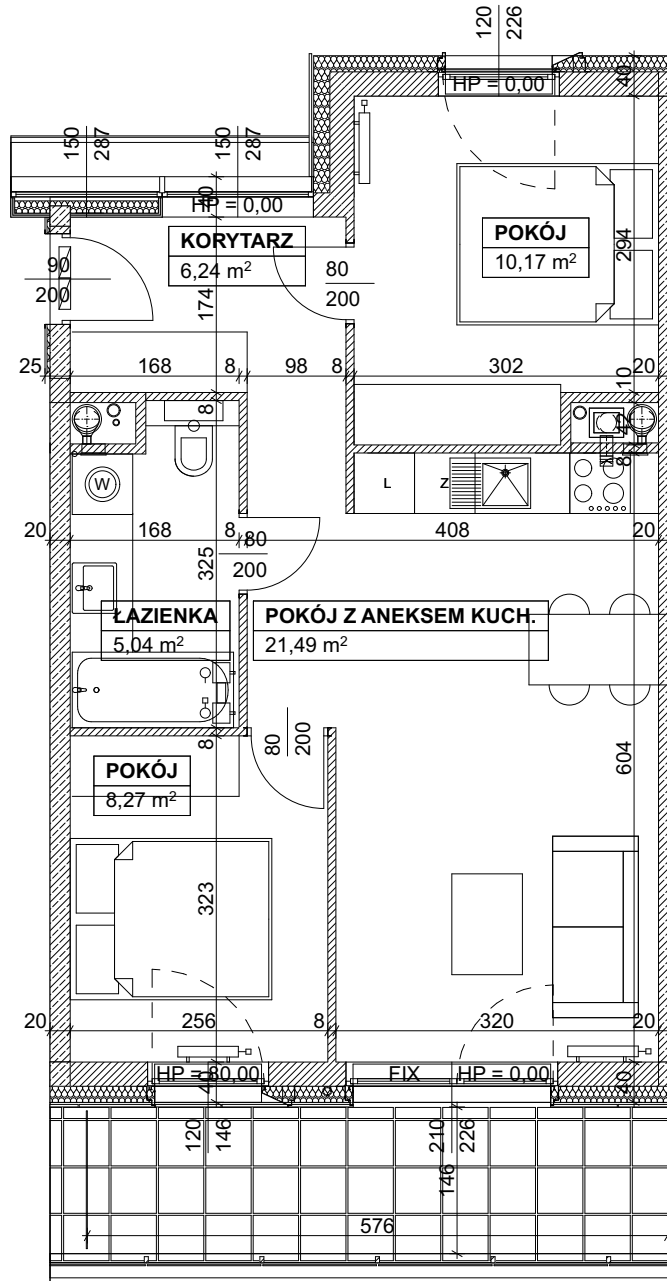 120
226
40
HP = 0,00
150
287
150
287
40
HP = 0,00
KORYTARZ
6,24 m²
POKÓJ
10,17 m²
294
90
200
80
200
174
25
168
8
98
8
302
20
10
8
8
W
L
Z
20
168
8
80
200
408
20
325
ŁAZIENKA
5,04 m²
POKÓJ Z ANEKSEM KUCH.
21,49 m²
8
80
200
604
POKÓJ
8,27 m²
323
20
256
8
320
20
HP = 80,00
FIX
HP = 0,00
40
40
120
146
210
226
146
576